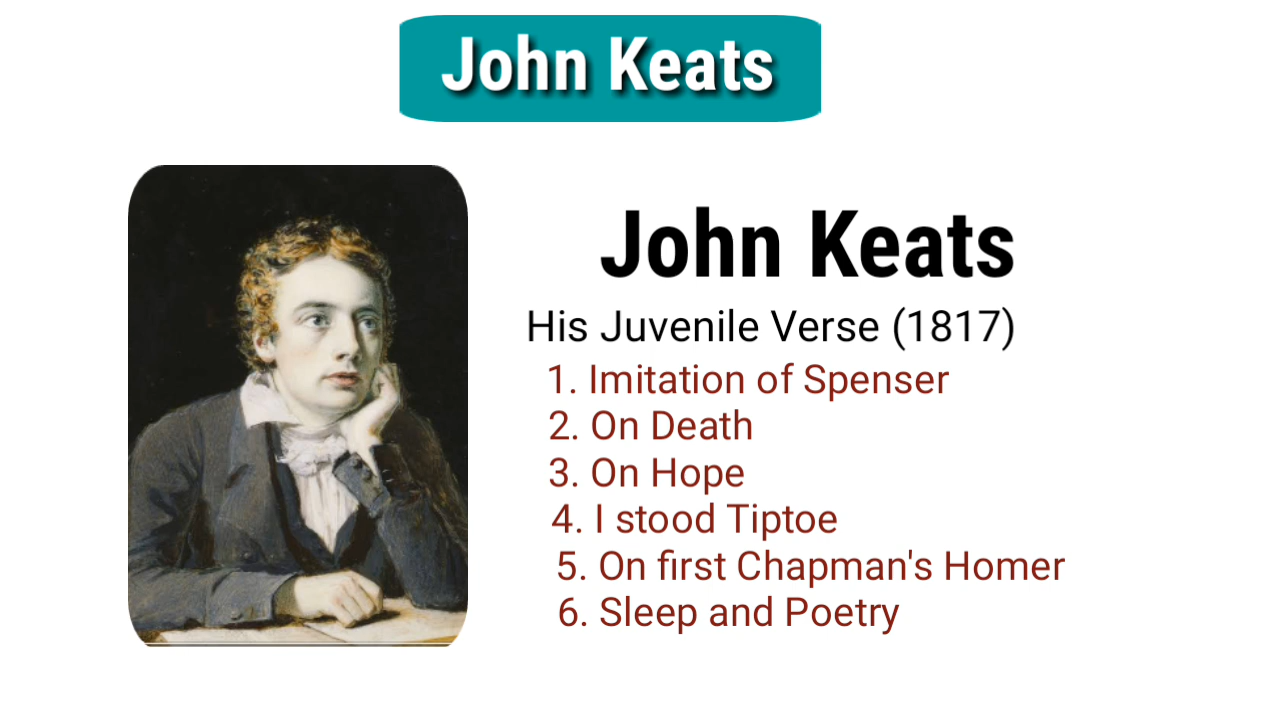 John Keats
John Keats
His Juvenile Verse (1817)
1. Imitation of Spenser
2. On Death
3. On Hope
4. I stood Tiptoe
5. On first Chapman's Homer
6. Sleep and Poetry